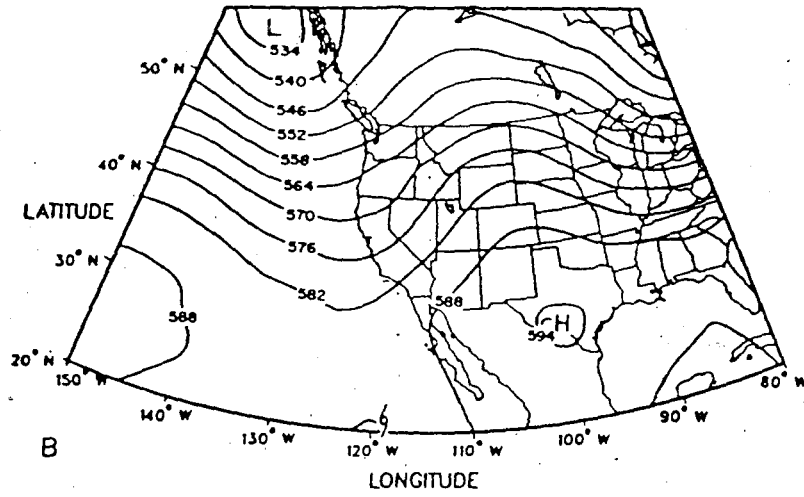 L
534
50° N
540
546
552
558
40° N
564
LATITUDE
570
576
30° N
582
588
588
H
594
20° N
150° W
80° W
140° W
90° W
130° W
100° W
120° W
110° W
B
LONGITUDE